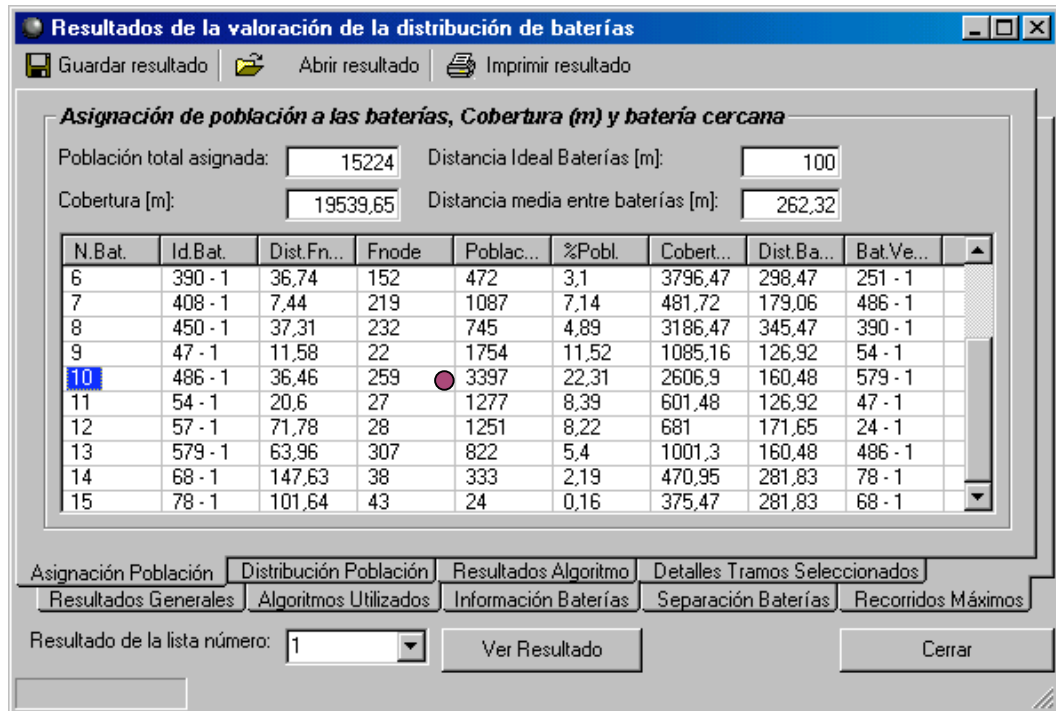 Resultados de la valoración de la distribución de baterías
Guardar resultado Abrir resultado Imprimir resultado
Asignación de población a las baterías, Cobertura (m) y batería cercana
Población total asignada: 15224 Distancia Ideal Baterías [m]: 100
Cobertura [m]: 19539,65 Distancia media entre baterías [m]: 262,32
N.Bat. Id.Bat. Dist.Fn... Fnode Poblac... %Pobl. Cobert... Dist.Ba... Bat.Ve...
6 390 - 1 36,74 152 472 3,1 3796,47 298,47 251 - 1
7 408 - 1 7,44 219 1087 7,14 481,72 179,06 486 - 1
8 450 - 1 37,31 232 745 4,89 3186,47 345,47 390 - 1
9 47 - 1 11,58 22 1754 11,52 1085,16 126,92 54 - 1
10 486 - 1 36,46 259 3397 22,31 2606,9 160,48 579 - 1
11 54 - 1 20,6 27 1277 8,39 601,48 126,92 47 - 1
12 57 - 1 71,78 28 1251 8,22 681 171,65 24 - 1
13 579 - 1 63,96 307 822 5,4 1001,3 160,48 486 - 1
14 68 - 1 147,63 38 333 2,19 470,95 281,83 78 - 1
15 78 - 1 101,64 43 24 0,16 375,47 281,83 68 - 1
Asignación Población Distribución Población Resultados Algoritmo Detalles Tramos Seleccionados
Resultados Generales Algoritmos Utilizados Información Baterías Separación Baterías Recorridos Máximos
Resultado de la lista número: 1 Ver Resultado Cerrar